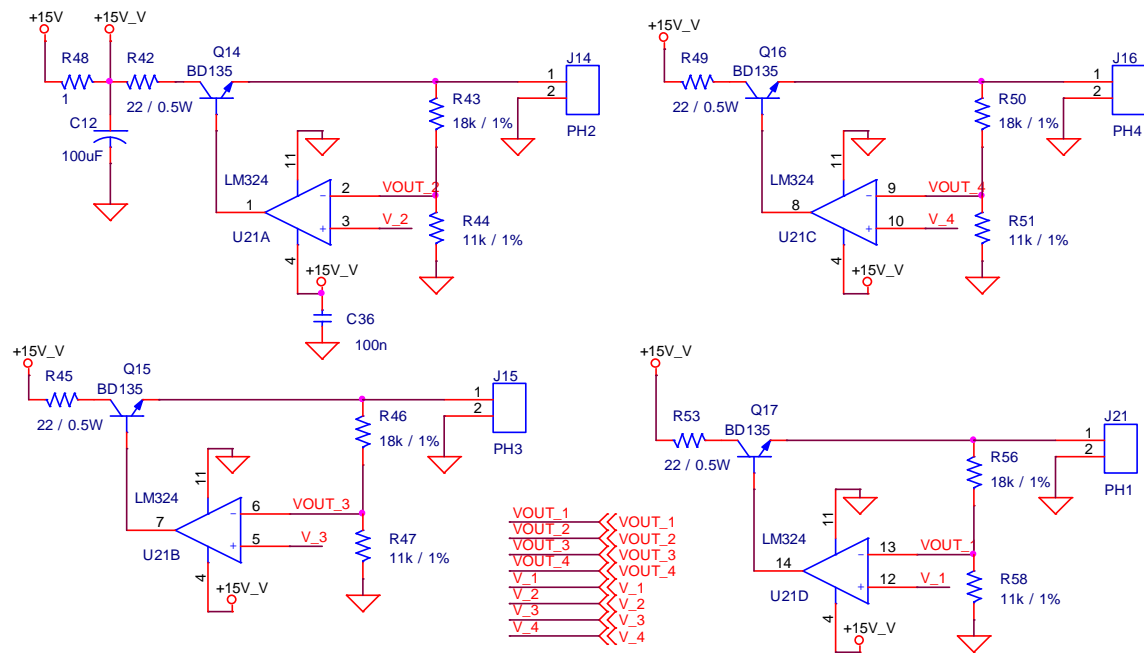 +15V
+15V_V
R48
1
R42
22 / 0.5W
Q14
BD135
C12
100uF
R43
18k / 1%
J14
1
2
PH2
LM324
11
1
2
3
4
VOUT_2
V_2
U21A
R44
11k / 1%
+15V_V
C36
100n
+15V_V
R49
22 / 0.5W
Q16
BD135
R50
18k / 1%
J16
1
2
PH4
LM324
11
8
9
10
4
VOUT_4
V_4
U21C
R51
11k / 1%
+15V_V
+15V_V
R45
22 / 0.5W
Q15
BD135
R46
18k / 1%
J15
1
2
PH3
LM324
11
7
6
5
4
VOUT_3
V_3
U21B
R47
11k / 1%
+15V_V
VOUT_1 VOUT_1
VOUT_2 VOUT_2
VOUT_3 VOUT_3
VOUT_4 VOUT_4
V_1 V_1
V_2 V_2
V_3 V_3
V_4 V_4
+15V_V
R53
22 / 0.5W
Q17
BD135
R56
18k / 1%
J21
1
2
PH1
LM324
11
14
13
12
4
VOUT_1
V_1
U21D
R58
11k / 1%
+15V_V